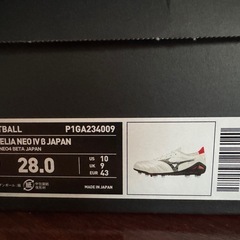 TBALL P1GA234009
ELIA NEO IV β JAPAN
NEO4 BETA JAPAN
28.0
US 10
UK 9
EUR 43
MADE IN JAPAN